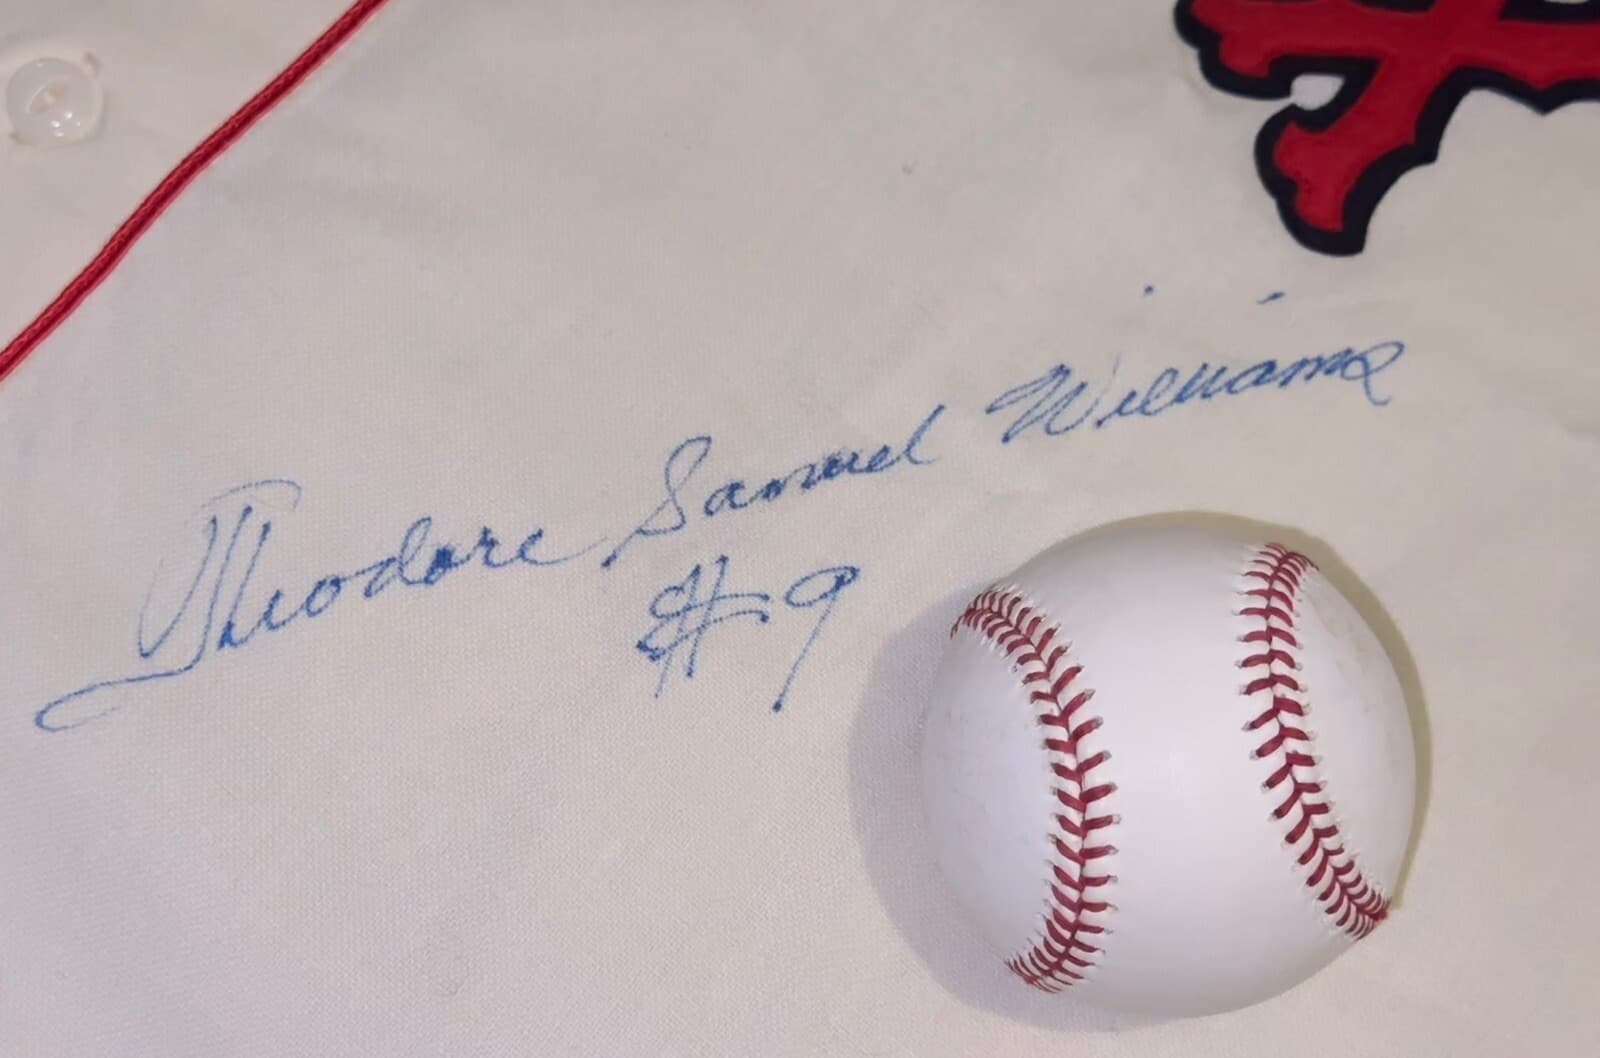 Theodore Samuel Williams
#9